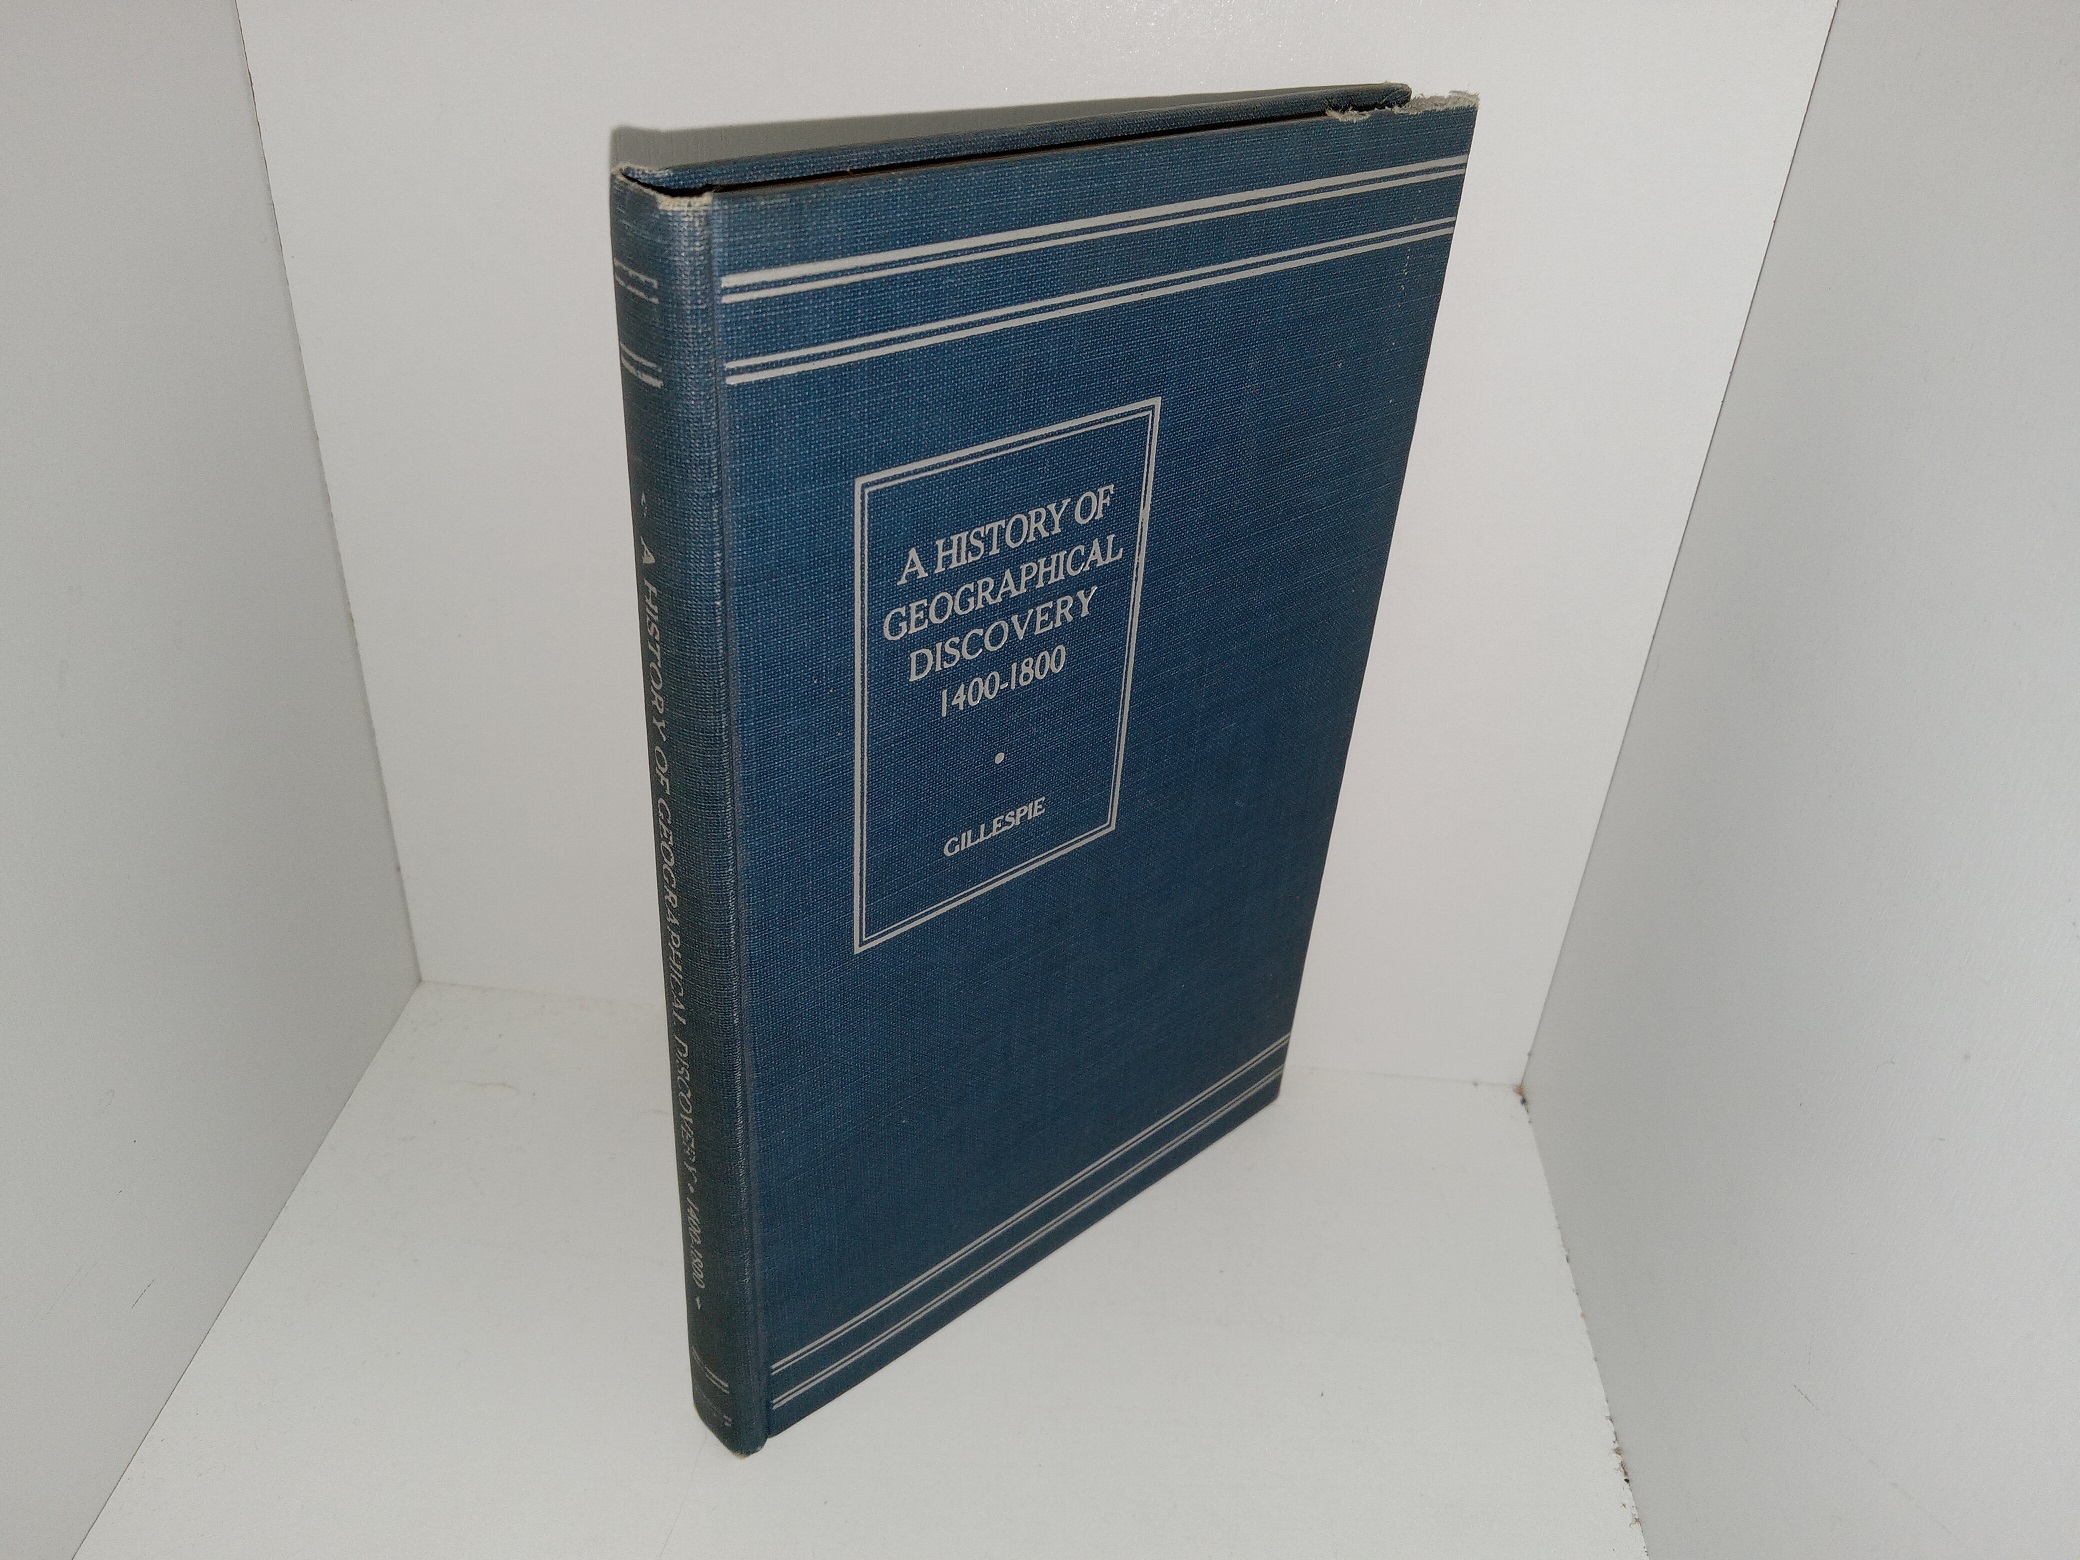 A HISTORY OF
GEOGRAPHICAL
DISCOVERY
1400-1800
•
GILLESPIE
A HISTORY OF GEOGRAPHICAL DISCOVERY • 1400-1800